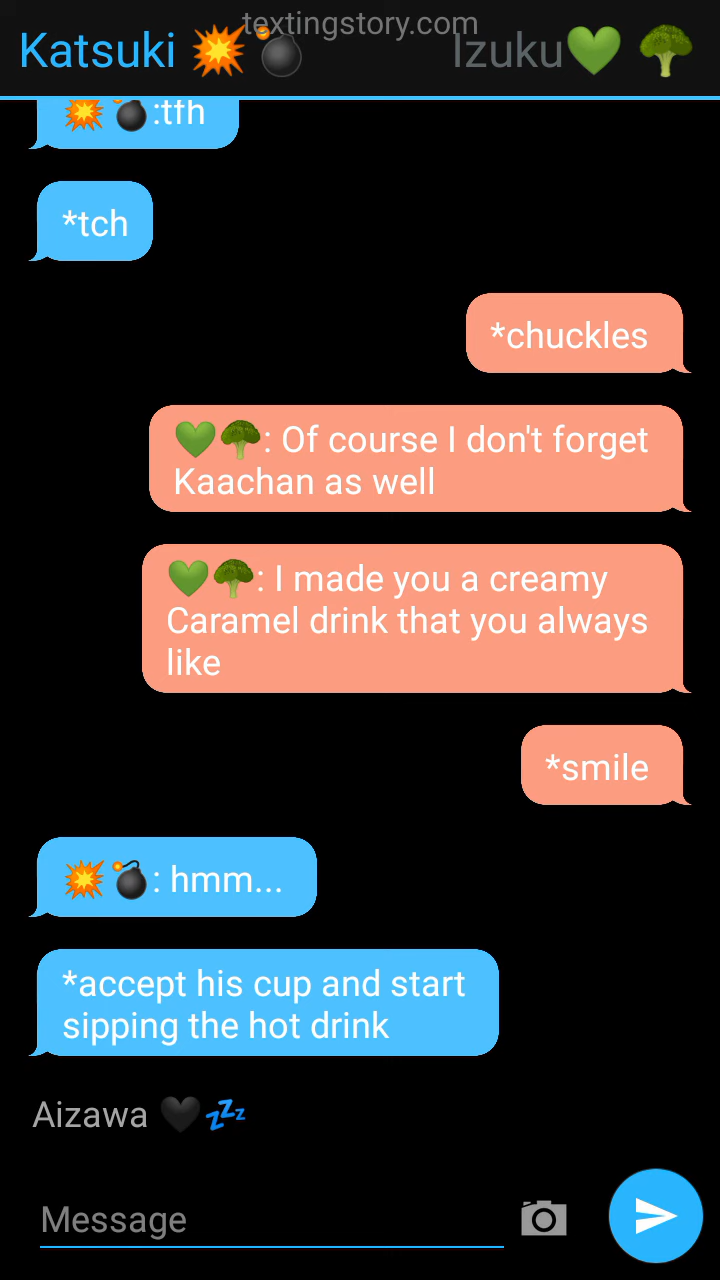 textingstory.com
Katsuki 💥💣 Izuku💚 🥦
💥💣:tfh
*tch
*chuckles
💚🥦: Of course I don't forget
Kaachan as well
💚🥦: I made you a creamy
Caramel drink that you always
like
*smile
💥💣: hmm...
*accept his cup and start
sipping the hot drink
Aizawa 🖤💤
Message